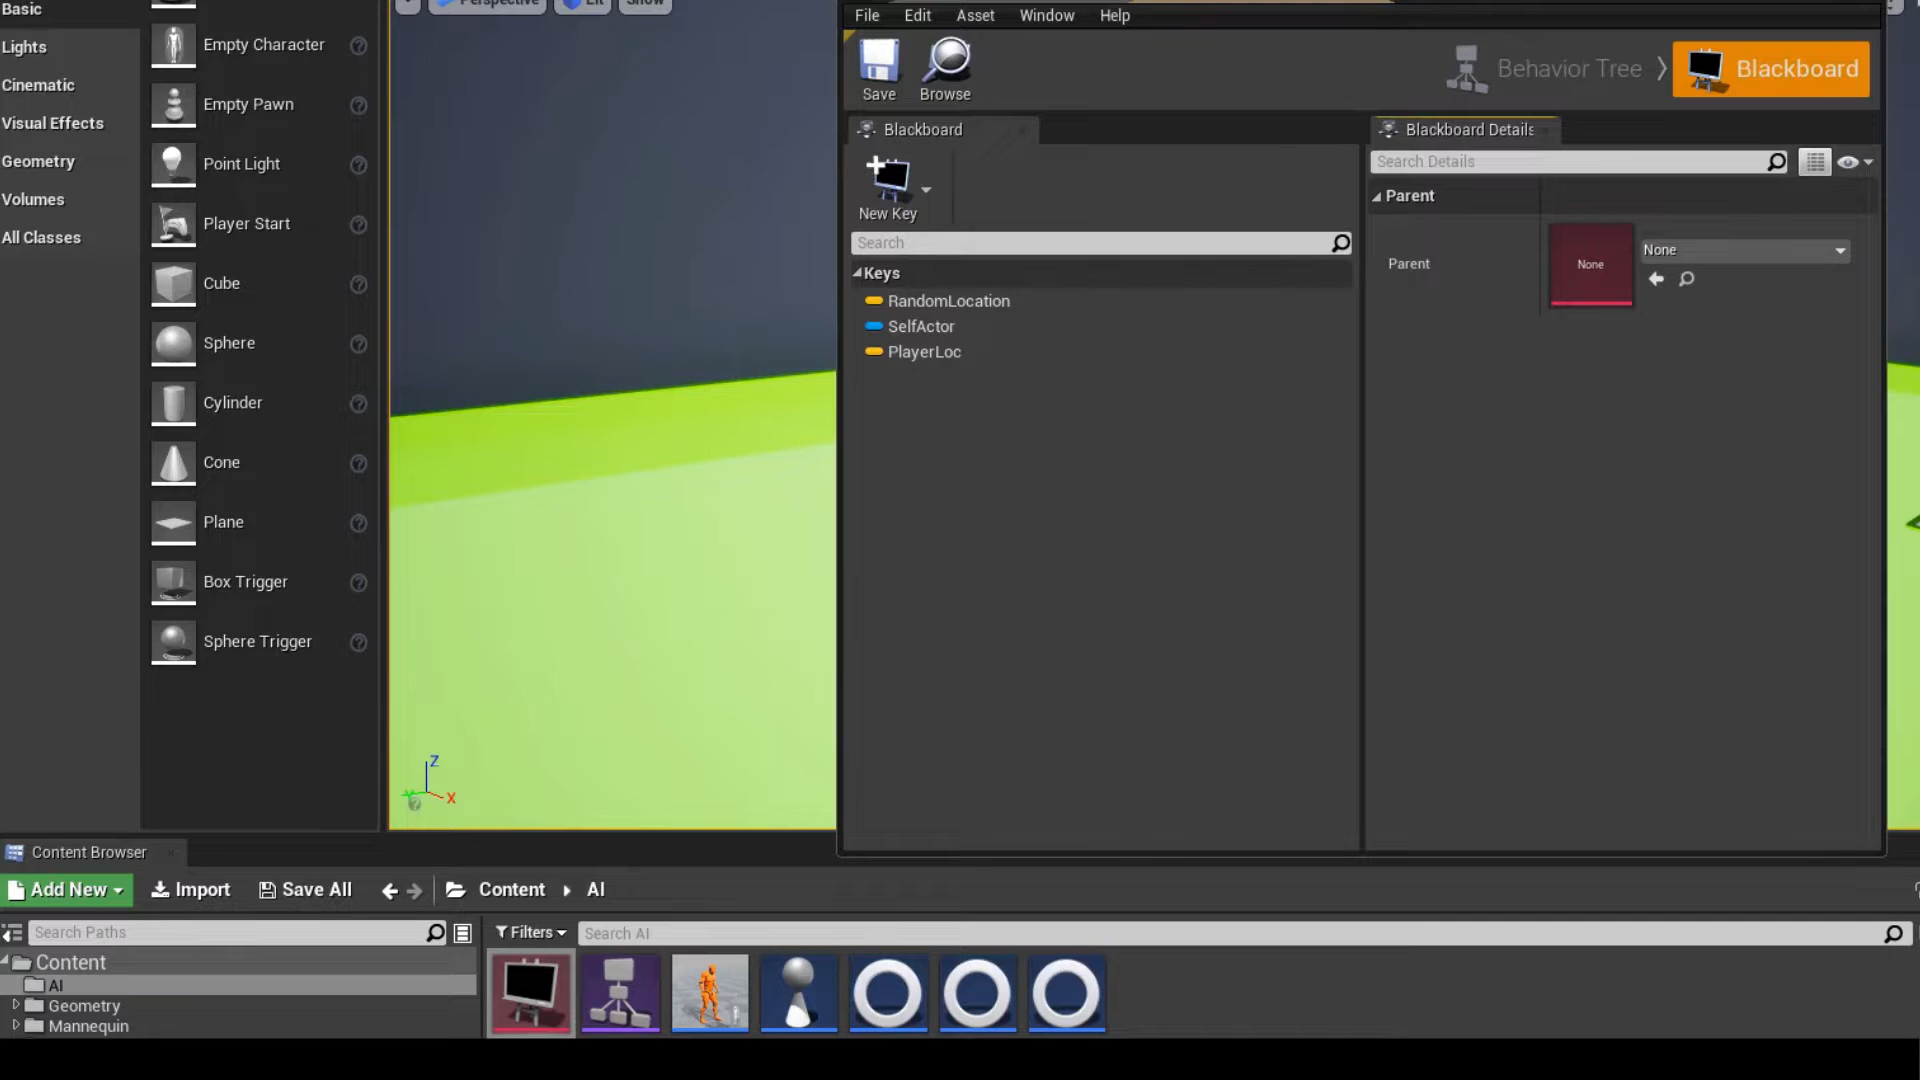 Basic
Lights
Cinematic
Visual Effects
Geometry
Volumes
All Classes
Empty Character
Empty Pawn
Point Light
Player Start
Cube
Sphere
Cylinder
Cone
Plane
Box Trigger
Sphere Trigger
Perspective
Lit
Show
Z
X
File Edit Asset Window Help
Save
Browse
Behavior Tree
Blackboard
Blackboard
New Key
Search
Keys
RandomLocation
SelfActor
PlayerLoc
Blackboard Details
Search Details
Parent
Parent
None
None
Content Browser
Add New
Import
Save All
Content
AI
Search Paths
Filters
Search AI
Content
AI
Geometry
Mannequin